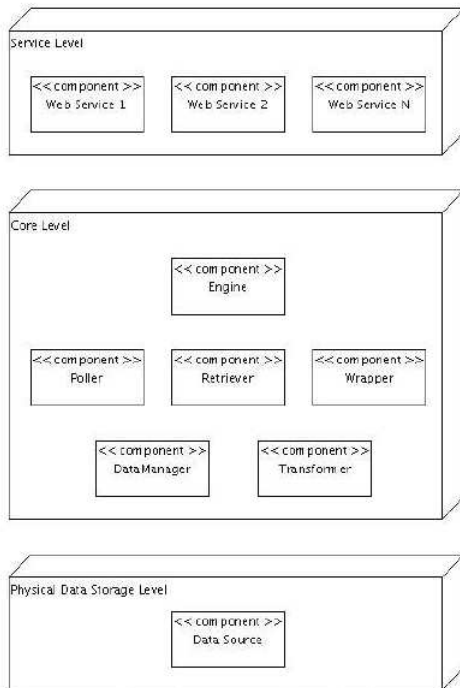 Service Level
<< component >> << component >> << component >>
Web Service 1 Web Service 2 Web Service N
Core Level
<< component >>
Engine
<< component >> << component >> << component >>
Poller Retriever Wrapper
<< component >> << component >>
DataManager Transformer
Physical Data Storage Level
<< component >>
Data Source